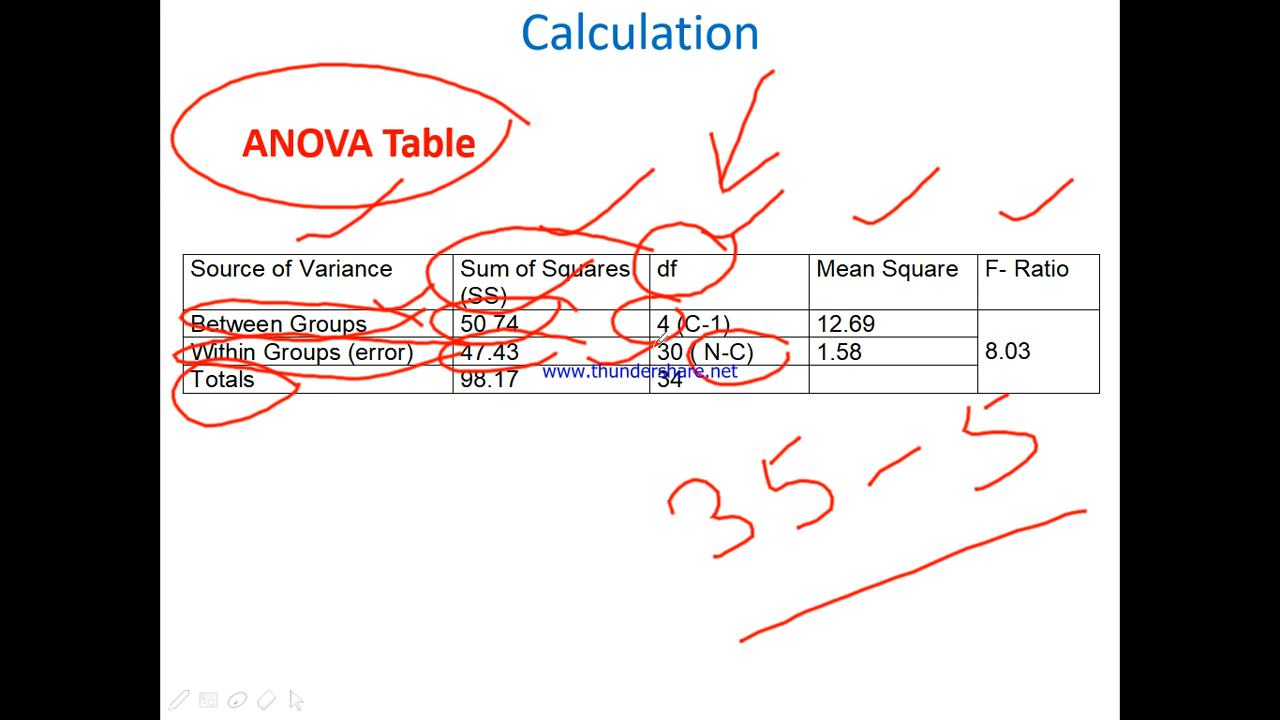 Calculation
ANOVA Table
Source of Variance Sum of Squares (SS) df Mean Square F- Ratio
Between Groups 50.74 4 (C-1) 12.69
Within Groups (error) 47.43 30 ( N-C) 1.58 8.03
www.thundershare.net
Totals 98.17 34
35-5